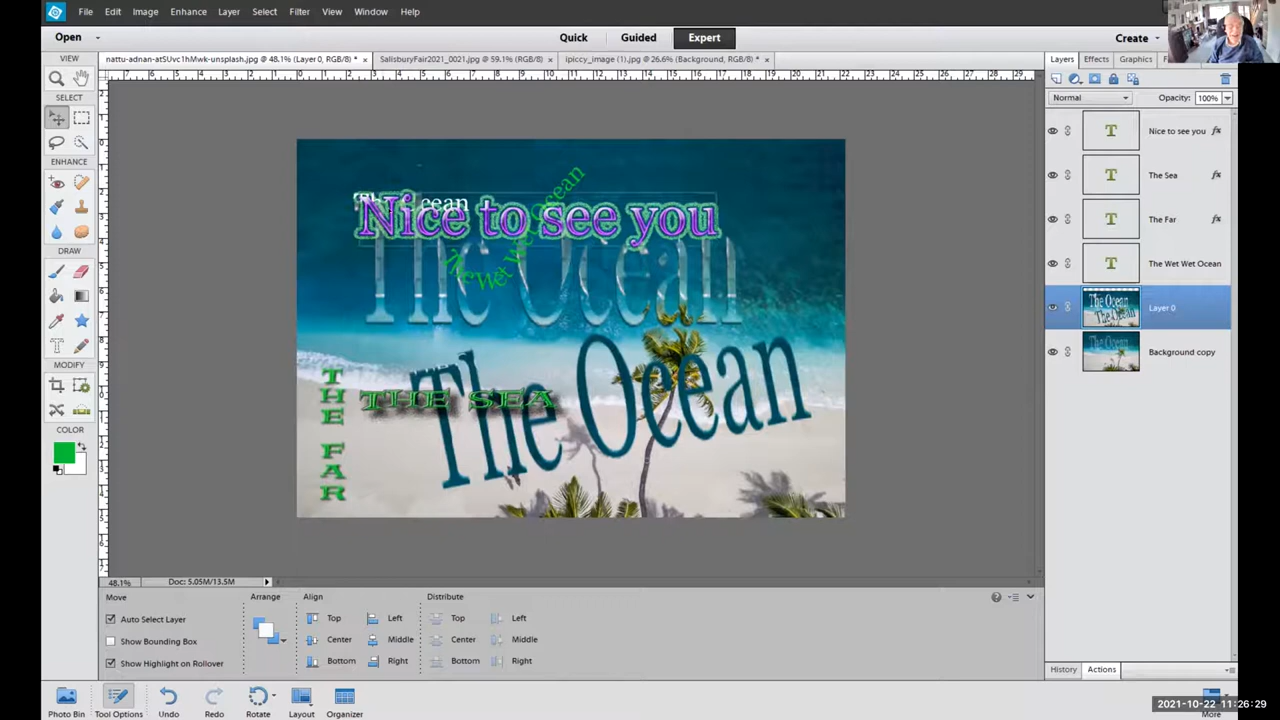 File Edit Image Enhance Layer Select Filter View Window Help
Open Quick Guided Expert Create
VIEW
nattu-adnan-atSUvc1hMwk-unsplash.jpg @ 48.1% (Layer 0, RGB/8) * × SalisburyFair2021_0021.jpg @ 59.1% (RGB/8) × ipiccy_image (1).jpg @ 26.6% (Background, RGB/8) * ×
Layers Effects Graphics
SELECT
Normal Opacity: 100%
ENHANCE
DRAW
MODIFY
COLOR
Nice to see you
The Ocean
The Wet Wet Ocean
The Ocean
THE SEA
THE FAR
Nice to see you fx
The Sea fx
The Far fx
The Wet Wet Ocean
Layer 0
Background copy
48.1% Doc: 5.05M/13.5M
Move Arrange Align Distribute
Auto Select Layer Top Left Top Left
Show Bounding Box Center Middle Center Middle
Show Highlight on Rollover Bottom Right Bottom Right
History Actions
Photo Bin Tool Options Undo Redo Rotate Layout Organizer More
2021-10-22 11:26:29